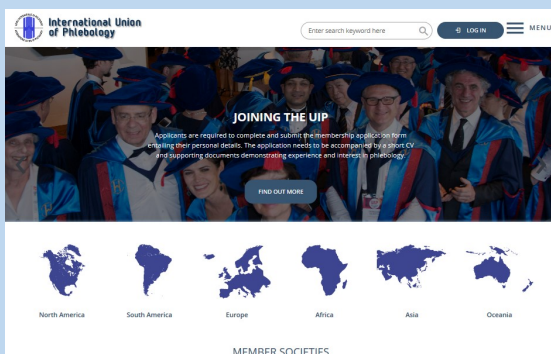 International Union
of Phlebology
Enter search keyword here
LOG IN
MENU
JOINING THE UIP
Applicants are required to complete and submit the membership application form
entailing their personal details. The application needs to be accompanied by a short CV
and supporting documents demonstrating experience and interest in phlebology.
FIND OUT MORE
North America
South America
Europe
Africa
Asia
Oceania
MEMBER SOCIETIES